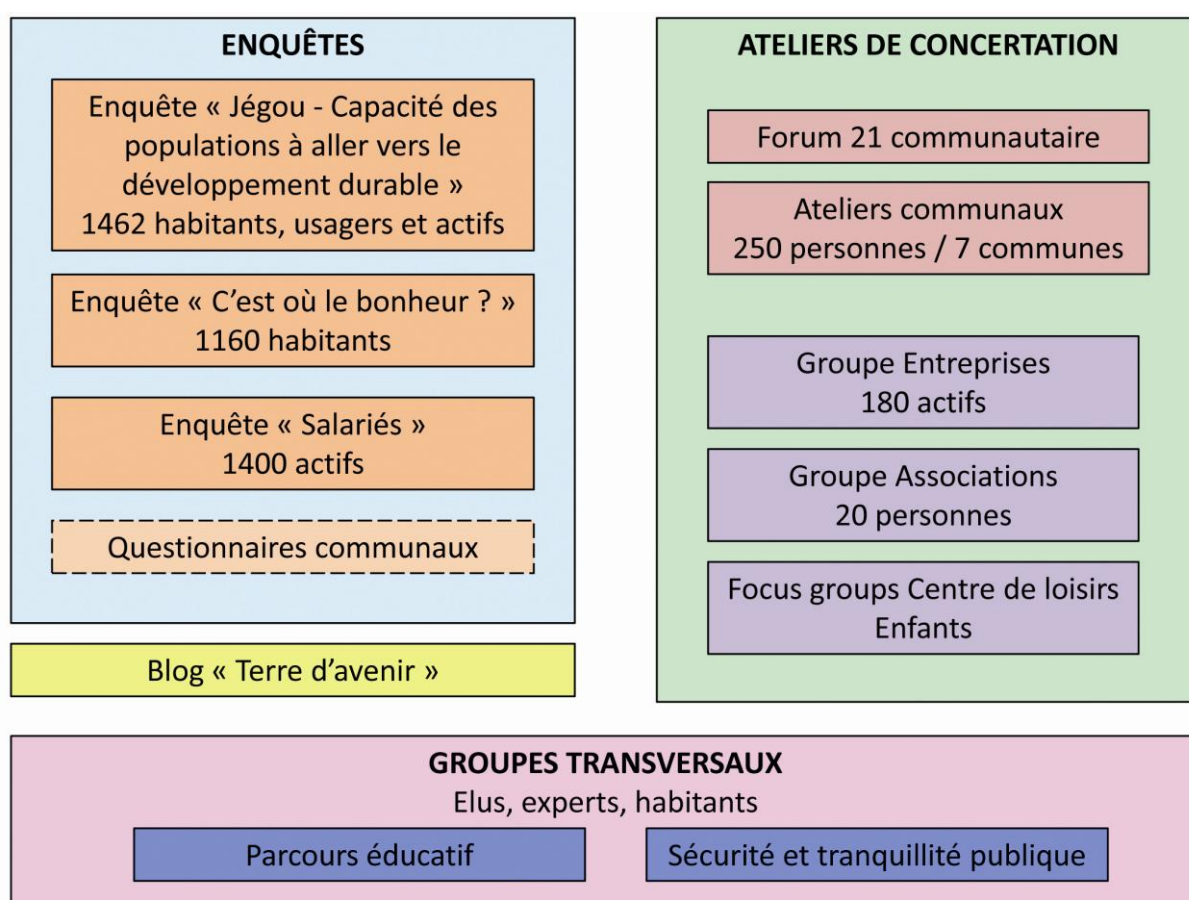 ENQUÊTES
Enquête « Jégou - Capacité des
populations à aller vers le
développement durable »
1462 habitants, usagers et actifs
Enquête « C’est où le bonheur ? »
1160 habitants
Enquête « Salariés »
1400 actifs
Questionnaires communaux
Blog « Terre d’avenir »
ATELIERS DE CONCERTATION
Forum 21 communautaire
Ateliers communaux
250 personnes / 7 communes
Groupe Entreprises
180 actifs
Groupe Associations
20 personnes
Focus groups Centre de loisirs
Enfants
GROUPES TRANSVERSAUX
Elus, experts, habitants
Parcours éducatif
Sécurité et tranquillité publique